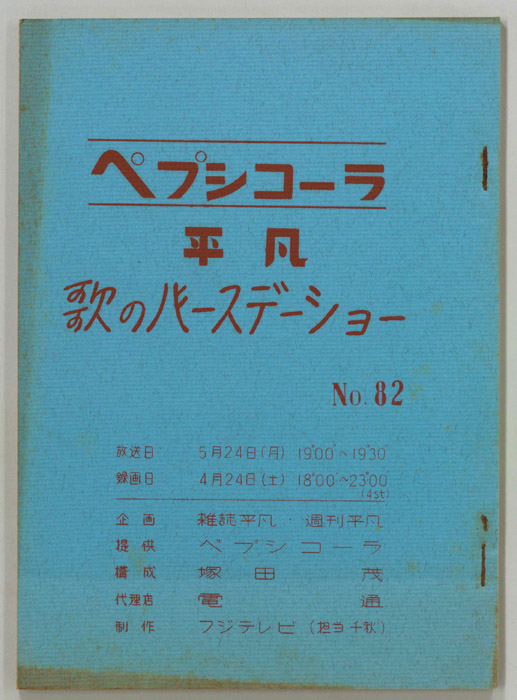 ペプシコーラ
平凡
歌のバースデーショー
No. 82
放送日 5月24日(月) 19°00'~19°30'
録画日 4月24日(土) 18°00'~23°00'
(4st)
企画 雑誌平凡・週刊平凡
提供 ペプシコーラ
構成 塚田 茂
代理店 電通
制作 フジテレビ (担当 千秋)